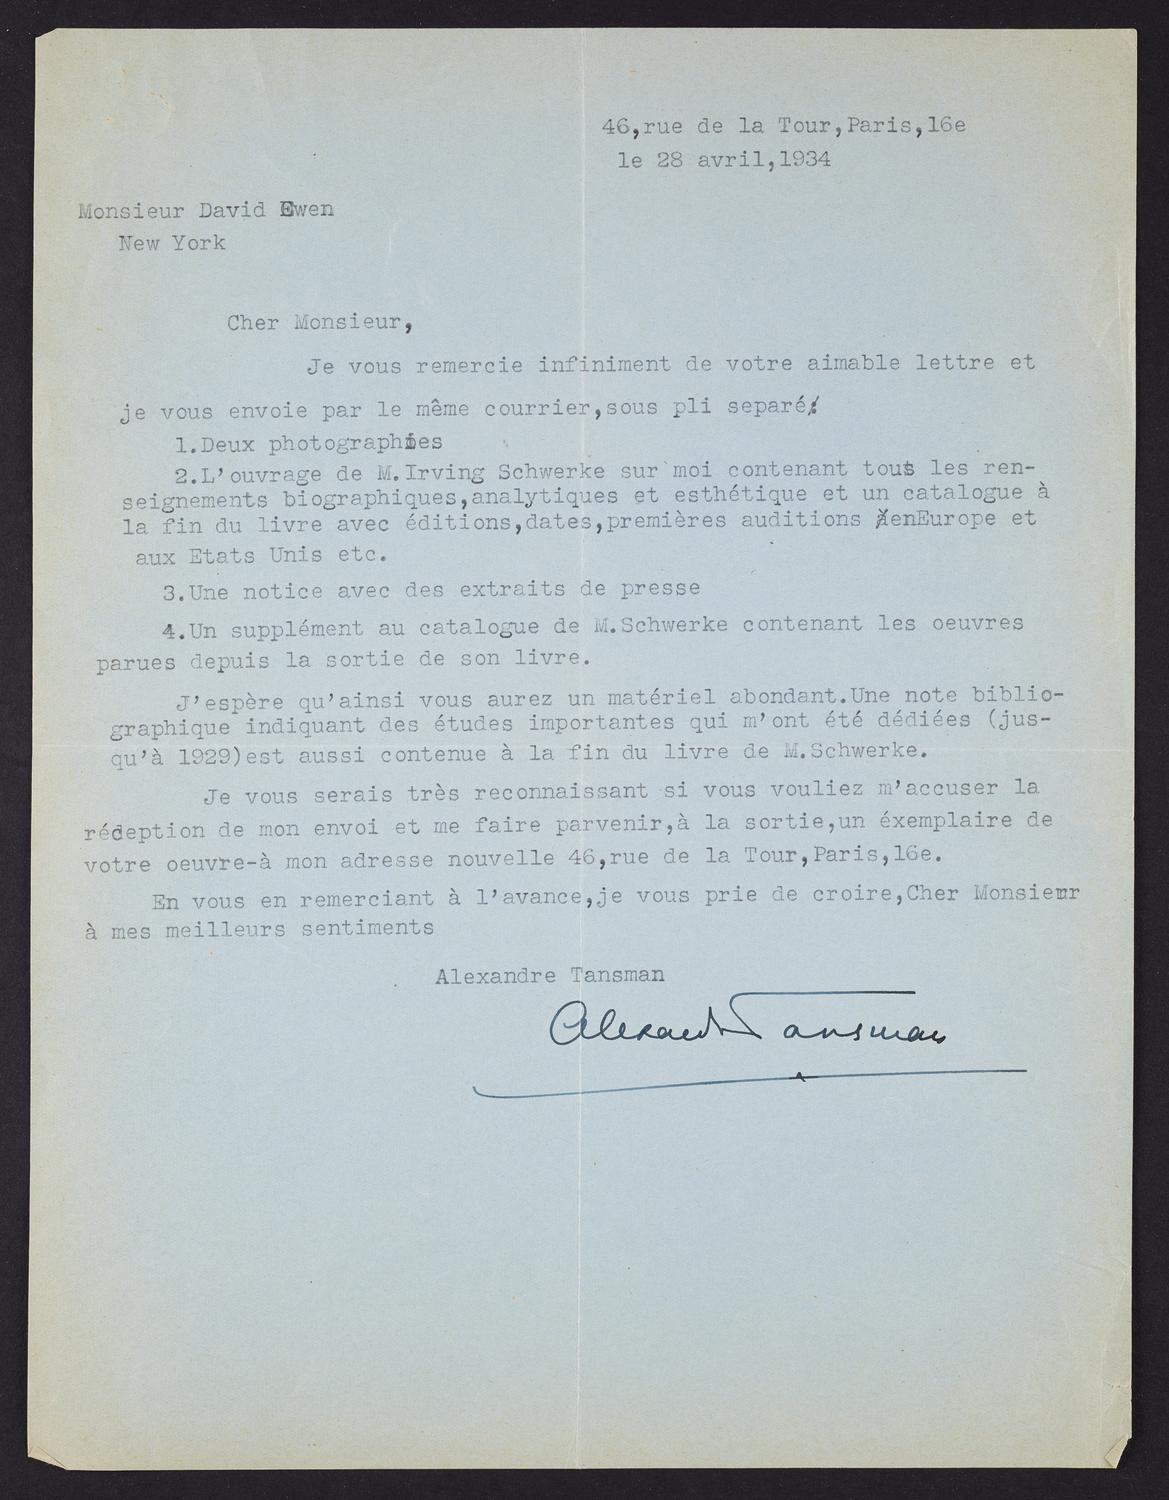 46,rue de la Tour,Paris,16e
le 28 avril,1934
Monsieur David Ewen
New York
Cher Monsieur,
Je vous remercie infiniment de votre aimable lettre et
je vous envoie par le même courrier,sous pli separé:
1.Deux photographies
2.L'ouvrage de M.Irving Schwerke sur moi contenant tous les ren-
seignements biographiques,analytiques et esthétique et un catalogue à
la fin du livre avec éditions,dates,premières auditions enEurope et
aux Etats Unis etc.
3.Une notice avec des extraits de presse
4.Un supplément au catalogue de M.Schwerke contenant les oeuvres
parues depuis la sortie de son livre.
J'espère qu'ainsi vous aurez un matériel abondant.Une note biblio-
graphique indiquant des études importantes qui m'ont été dédiées (jus-
qu'à 1929)est aussi contenue à la fin du livre de M.Schwerke.
Je vous serais très reconnaissant si vous vouliez m'accuser la
réception de mon envoi et me faire parvenir,à la sortie,un éxemplaire de
votre oeuvre-à mon adresse nouvelle 46,rue de la Tour,Paris,16e.
En vous en remerciant à l'avance,je vous prie de croire,Cher Monsieur
à mes meilleurs sentiments
Alexandre Tansman
Alexandre Tansman